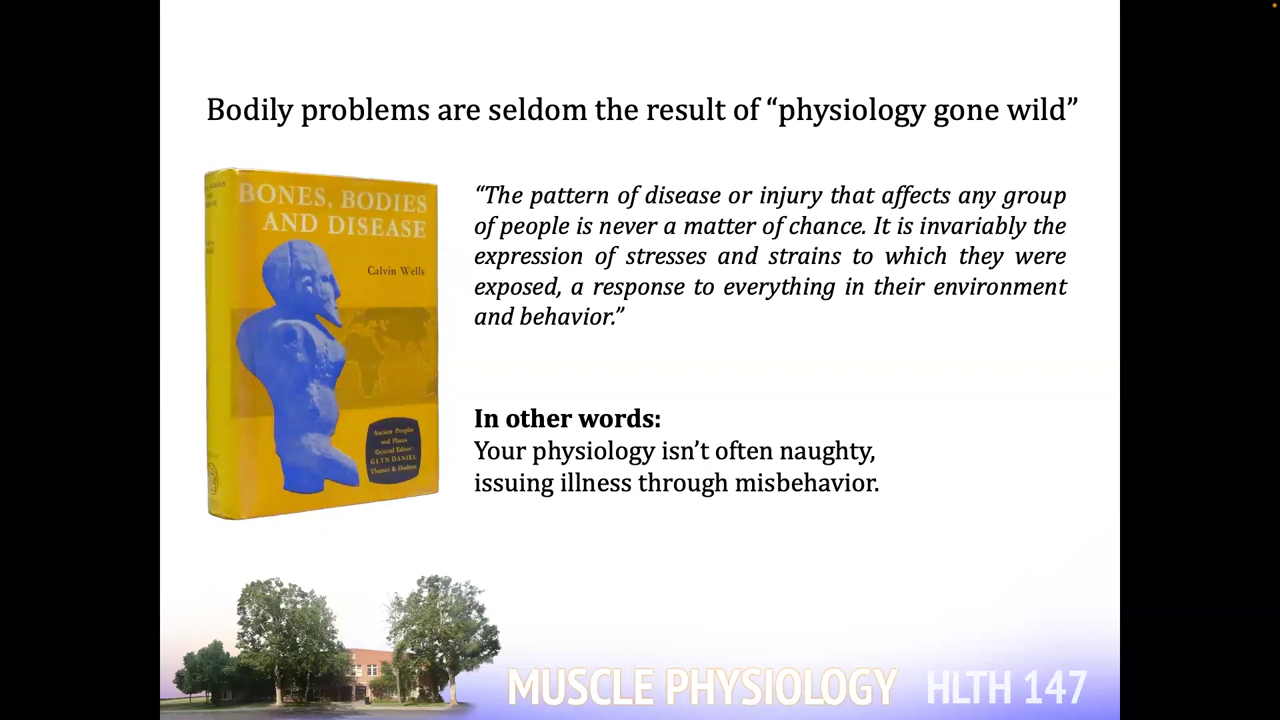 Bodily problems are seldom the result of “physiology gone wild”
BONES, BODIES
AND DISEASE
Calvin Wells
Ancient Peoples
and Places
General Editor:
GLYN DANIEL
Thames & Hudson
“The pattern of disease or injury that affects any group
of people is never a matter of chance. It is invariably the
expression of stresses and strains to which they were
exposed, a response to everything in their environment
and behavior.”
In other words:
Your physiology isn’t often naughty,
issuing illness through misbehavior.
MUSCLE PHYSIOLOGY HLTH 147